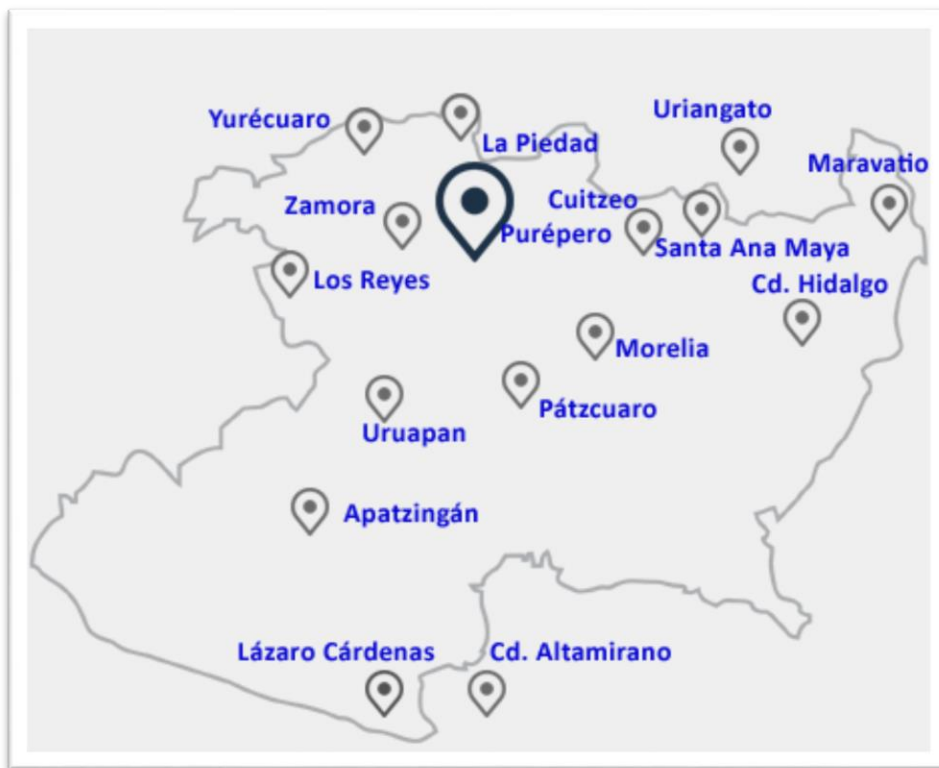 Uriangato
Yurécuaro
La Piedad
Maravatio
Cuitzeo
Zamora
Purépero
Santa Ana Maya
Los Reyes
Cd. Hidalgo
Morelia
Pátzcuaro
Uruapan
Apatzingán
Lázaro Cárdenas
Cd. Altamirano